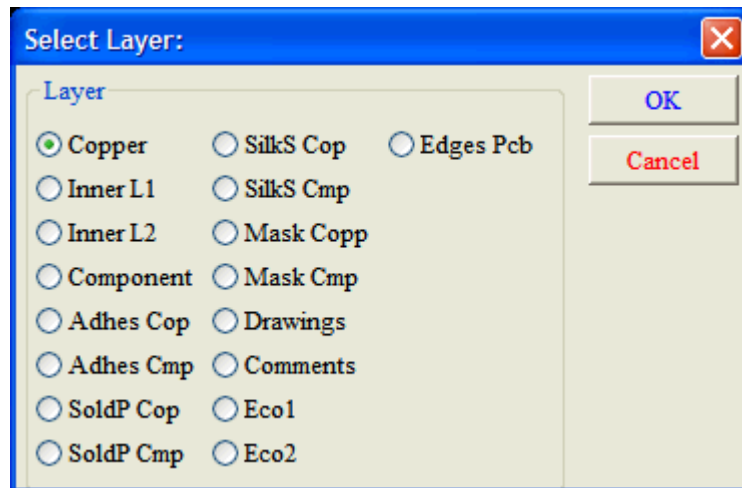 Select Layer:
Layer
OK
Copper SilkS Cop Edges Pcb
Cancel
Inner L1 SilkS Cmp
Inner L2 Mask Copp
Component Mask Cmp
Adhes Cop Drawings
Adhes Cmp Comments
SoldP Cop Eco1
SoldP Cmp Eco2